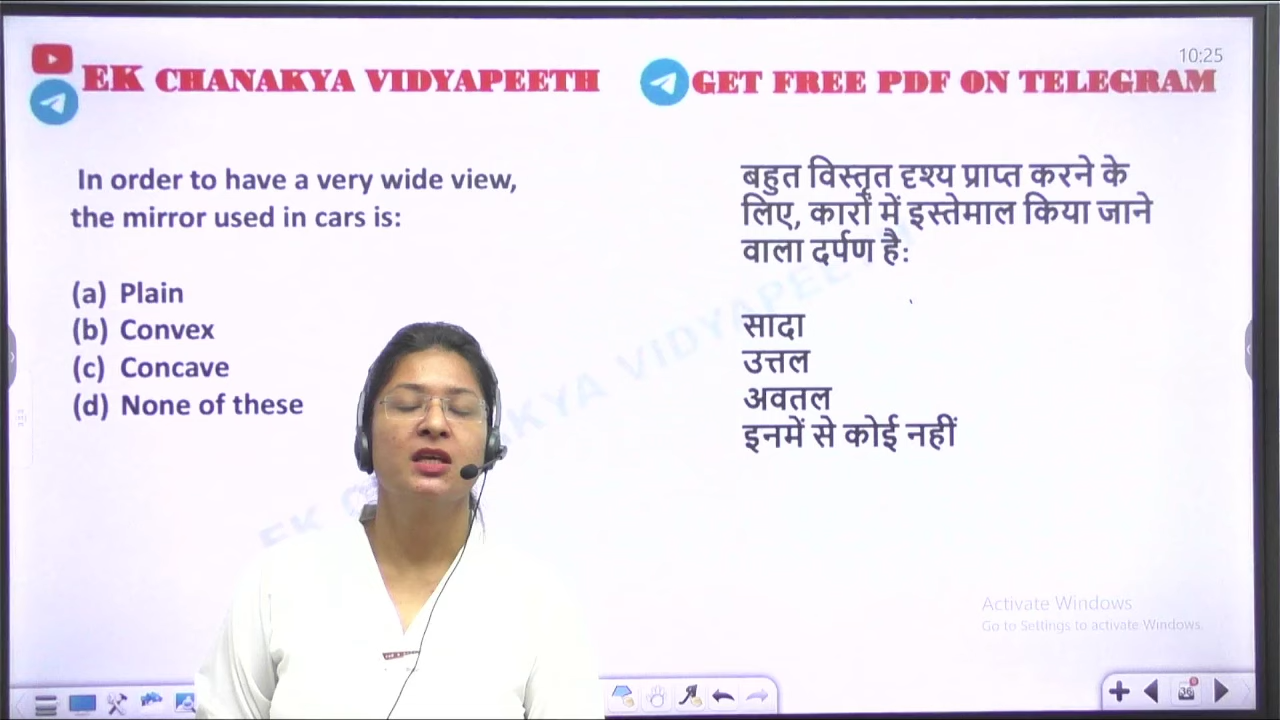 10:25
EK CHANAKYA VIDYAPEETH
GET FREE PDF ON TELEGRAM
In order to have a very wide view,
the mirror used in cars is:
(a) Plain
(b) Convex
(c) Concave
(d) None of these
बहुत विस्तृत दृश्य प्राप्त करने के
लिए, कारों में इस्तेमाल किया जाने
वाला दर्पण है:
सादा
उत्तल
अवतल
इनमें से कोई नहीं
Activate Windows
Go to Settings to activate Windows.
36